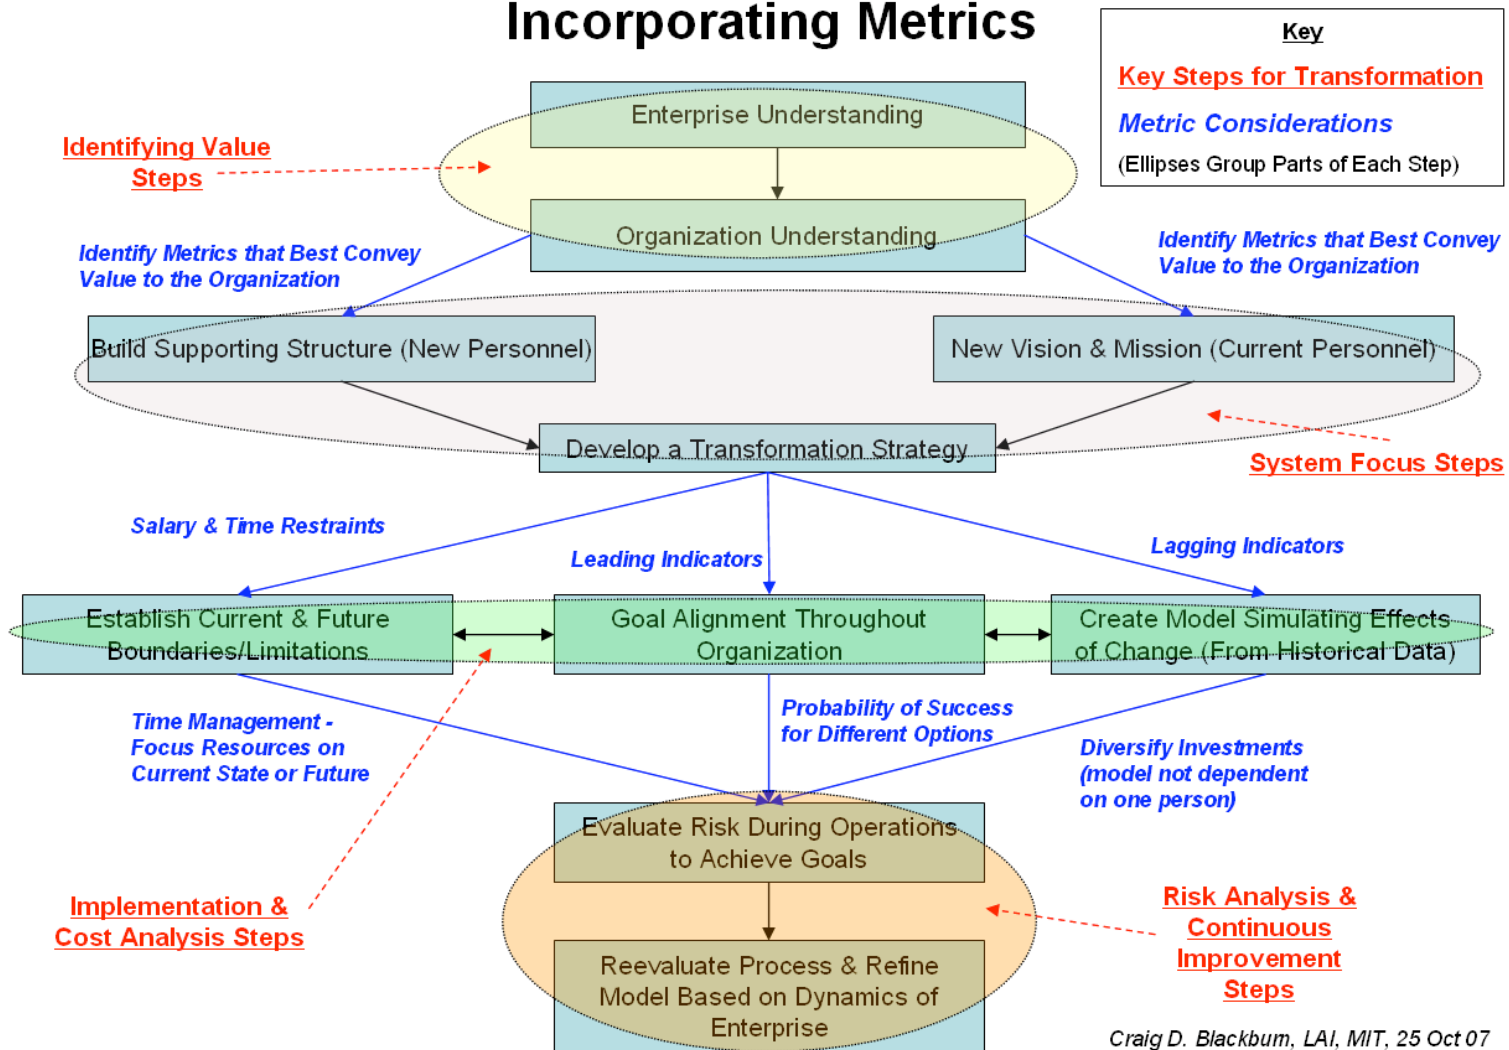 Incorporating Metrics
Key
Key Steps for Transformation
Metric Considerations
(Ellipses Group Parts of Each Step)
Enterprise Understanding
Identifying Value
Steps
Organization Understanding
Identify Metrics that Best Convey
Value to the Organization
Identify Metrics that Best Convey
Value to the Organization
Build Supporting Structure (New Personnel)
New Vision & Mission (Current Personnel)
Develop a Transformation Strategy
System Focus Steps
Salary & Time Restraints
Leading Indicators
Lagging Indicators
Establish Current & Future
Boundaries/Limitations
Goal Alignment Throughout
Organization
Create Model Simulating Effects
of Change (From Historical Data)
Time Management -
Focus Resources on
Current State or Future
Probability of Success
for Different Options
Diversify Investments
(model not dependent
on one person)
Evaluate Risk During Operations
to Achieve Goals
Implementation &
Cost Analysis Steps
Risk Analysis &
Continuous
Improvement
Steps
Reevaluate Process & Refine
Model Based on Dynamics of
Enterprise
Craig D. Blackburn, LAI, MIT, 25 Oct 07